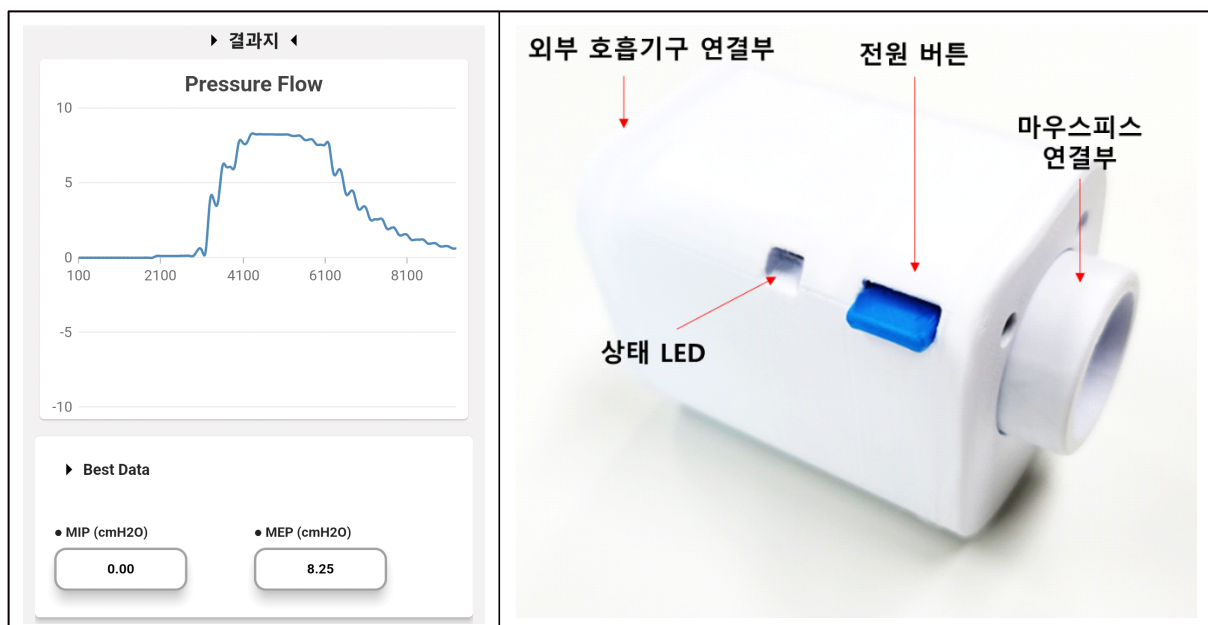 결과지
Pressure Flow
10
5
0
-5
-10
100 2100 4100 6100 8100
Best Data
MIP (cmH2O) MEP (cmH2O)
0.00 8.25
외부 호흡기구 연결부
전원 버튼
마우스피스
연결부
상태 LED